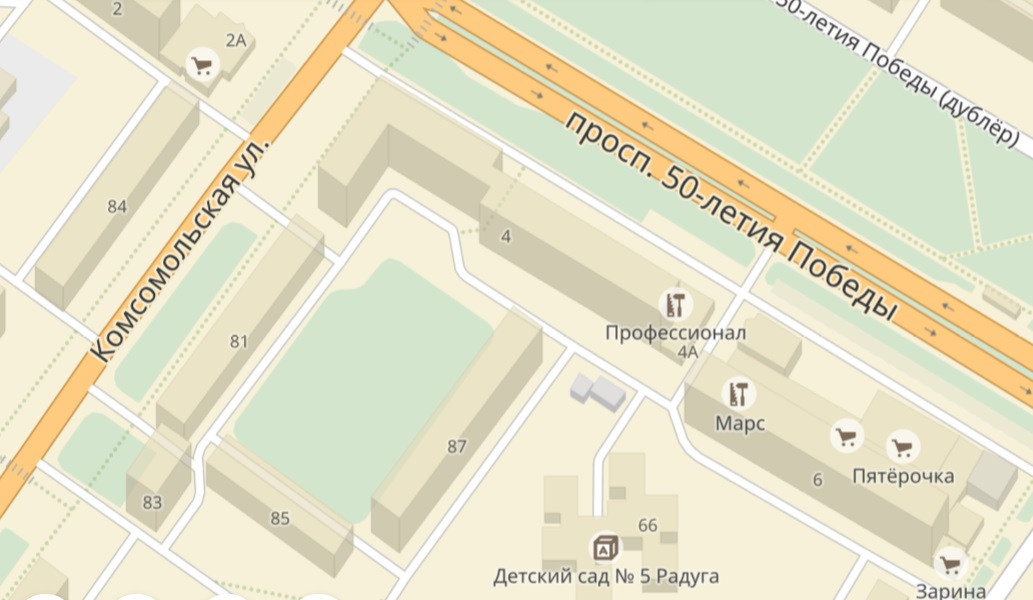 2
2А
50-летия Победы (дублёр)
просп. 50-летия Победы
Комсомольская ул.
84
4
81
Профессионал
4А
Марс
87
Пятёрочка
6
83
85
66
Детский сад № 5 Радуга
Зарина